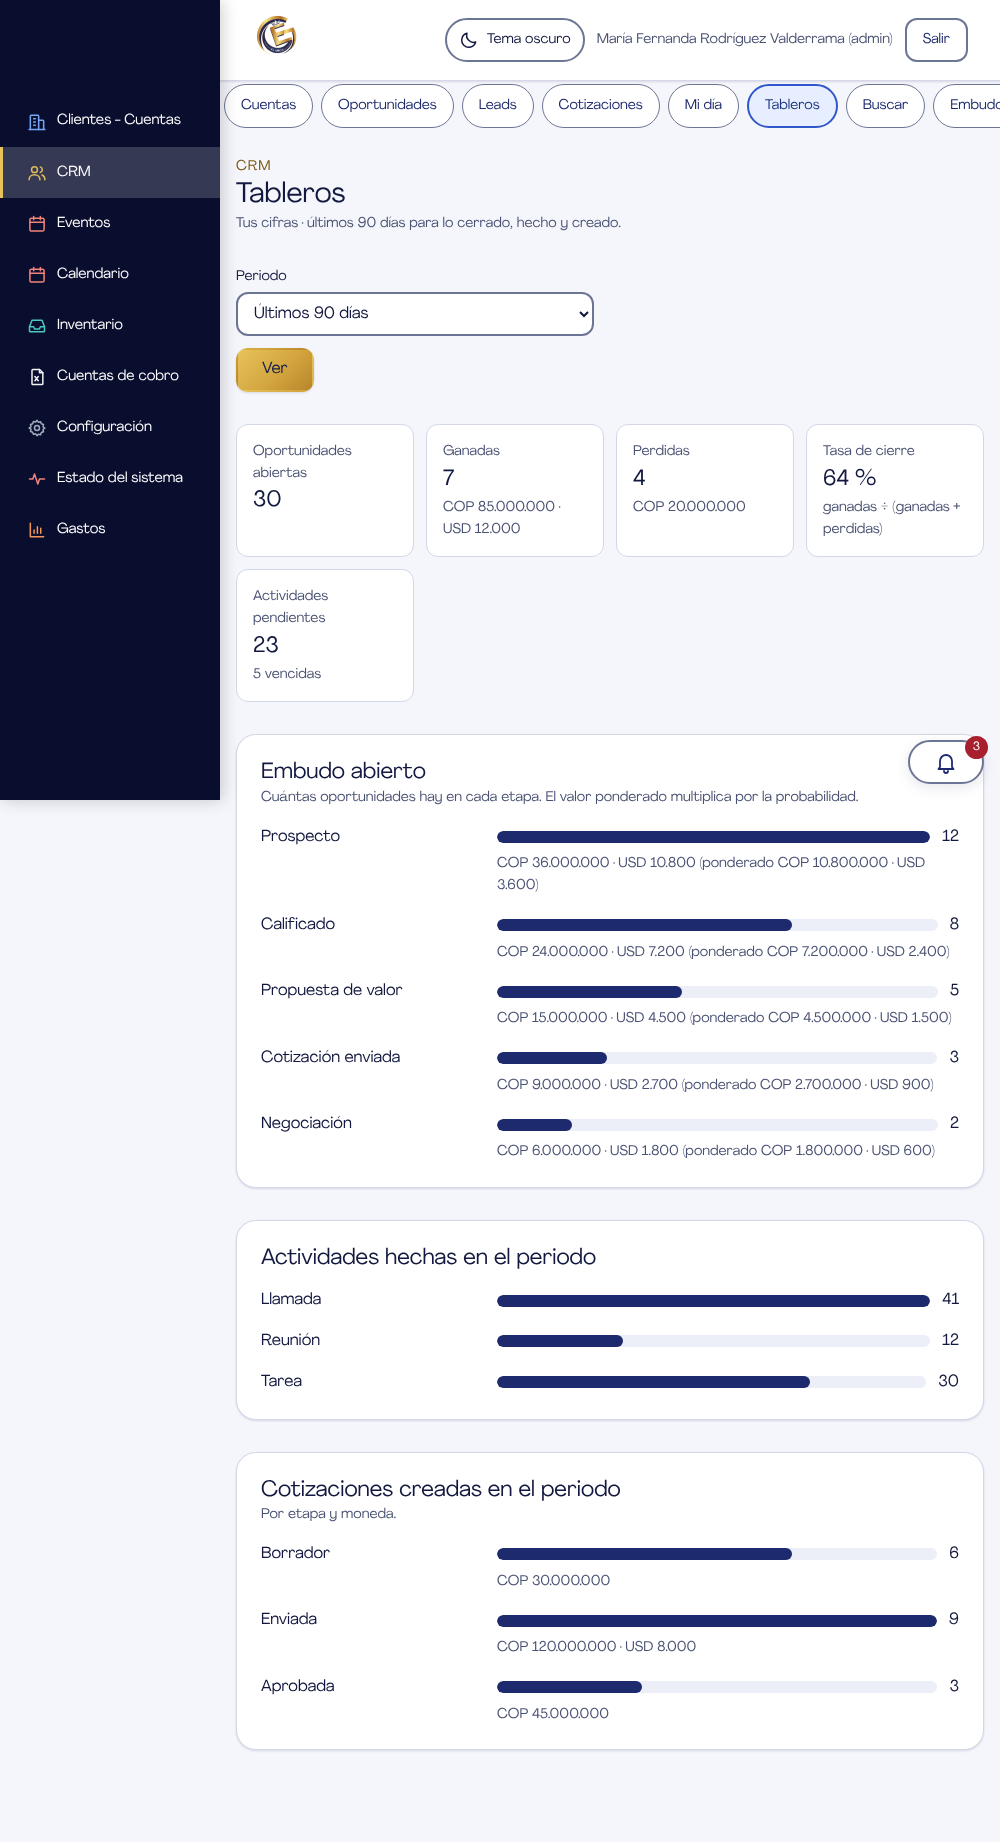 Tema oscuro
María Fernanda Rodríguez Valderrama (admin)
Salir
Clientes - Cuentas
CRM
Eventos
Calendario
Inventario
Cuentas de cobro
Configuración
Estado del sistema
Gastos
Cuentas
Oportunidades
Leads
Cotizaciones
Mi día
Tableros
Buscar
Embudo
CRM
Tableros
Tus cifras · últimos 90 días para lo cerrado, hecho y creado.
Periodo
Últimos 90 días
Ver
Oportunidades
abiertas
30
Ganadas
7
COP 85.000.000 ·
USD 12.000
Perdidas
4
COP 20.000.000
Tasa de cierre
64 %
ganadas ÷ (ganadas +
perdidas)
Actividades
pendientes
23
5 vencidas
3
Embudo abierto
Cuántas oportunidades hay en cada etapa. El valor ponderado multiplica por la probabilidad.
Prospecto
12
COP 36.000.000 · USD 10.800 (ponderado COP 10.800.000 · USD
3.600)
Calificado
8
COP 24.000.000 · USD 7.200 (ponderado COP 7.200.000 · USD 2.400)
Propuesta de valor
5
COP 15.000.000 · USD 4.500 (ponderado COP 4.500.000 · USD 1.500)
Cotización enviada
3
COP 9.000.000 · USD 2.700 (ponderado COP 2.700.000 · USD 900)
Negociación
2
COP 6.000.000 · USD 1.800 (ponderado COP 1.800.000 · USD 600)
Actividades hechas en el periodo
Llamada
41
Reunión
12
Tarea
30
Cotizaciones creadas en el periodo
Por etapa y moneda.
Borrador
6
COP 30.000.000
Enviada
9
COP 120.000.000 · USD 8.000
Aprobada
3
COP 45.000.000